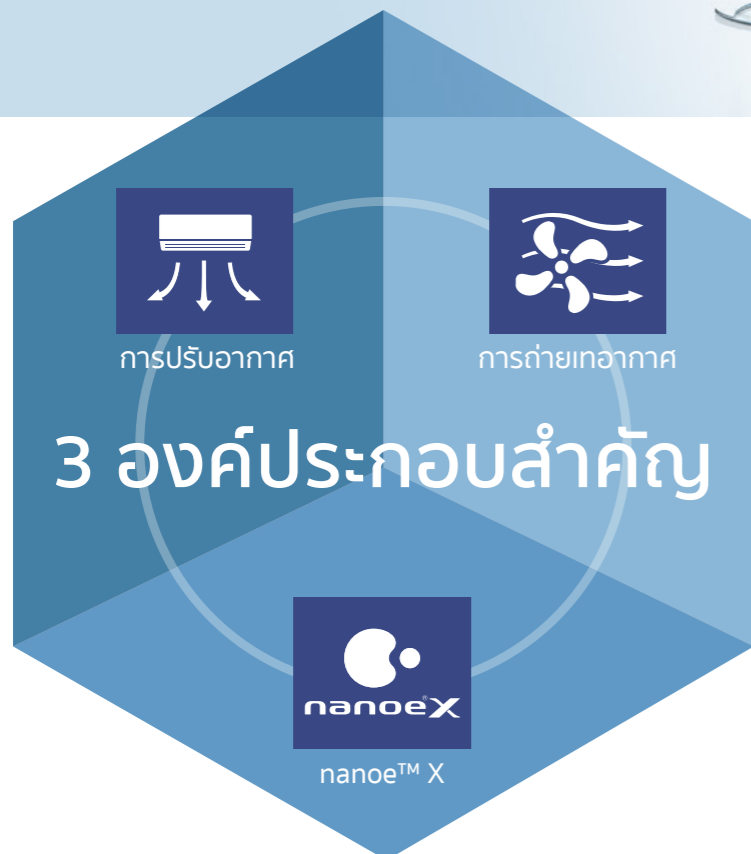 การปรับอากาศ
การถ่ายเทอากาศ
3 องค์ประกอบสำคัญ
nanoe®X
nanoe™ X